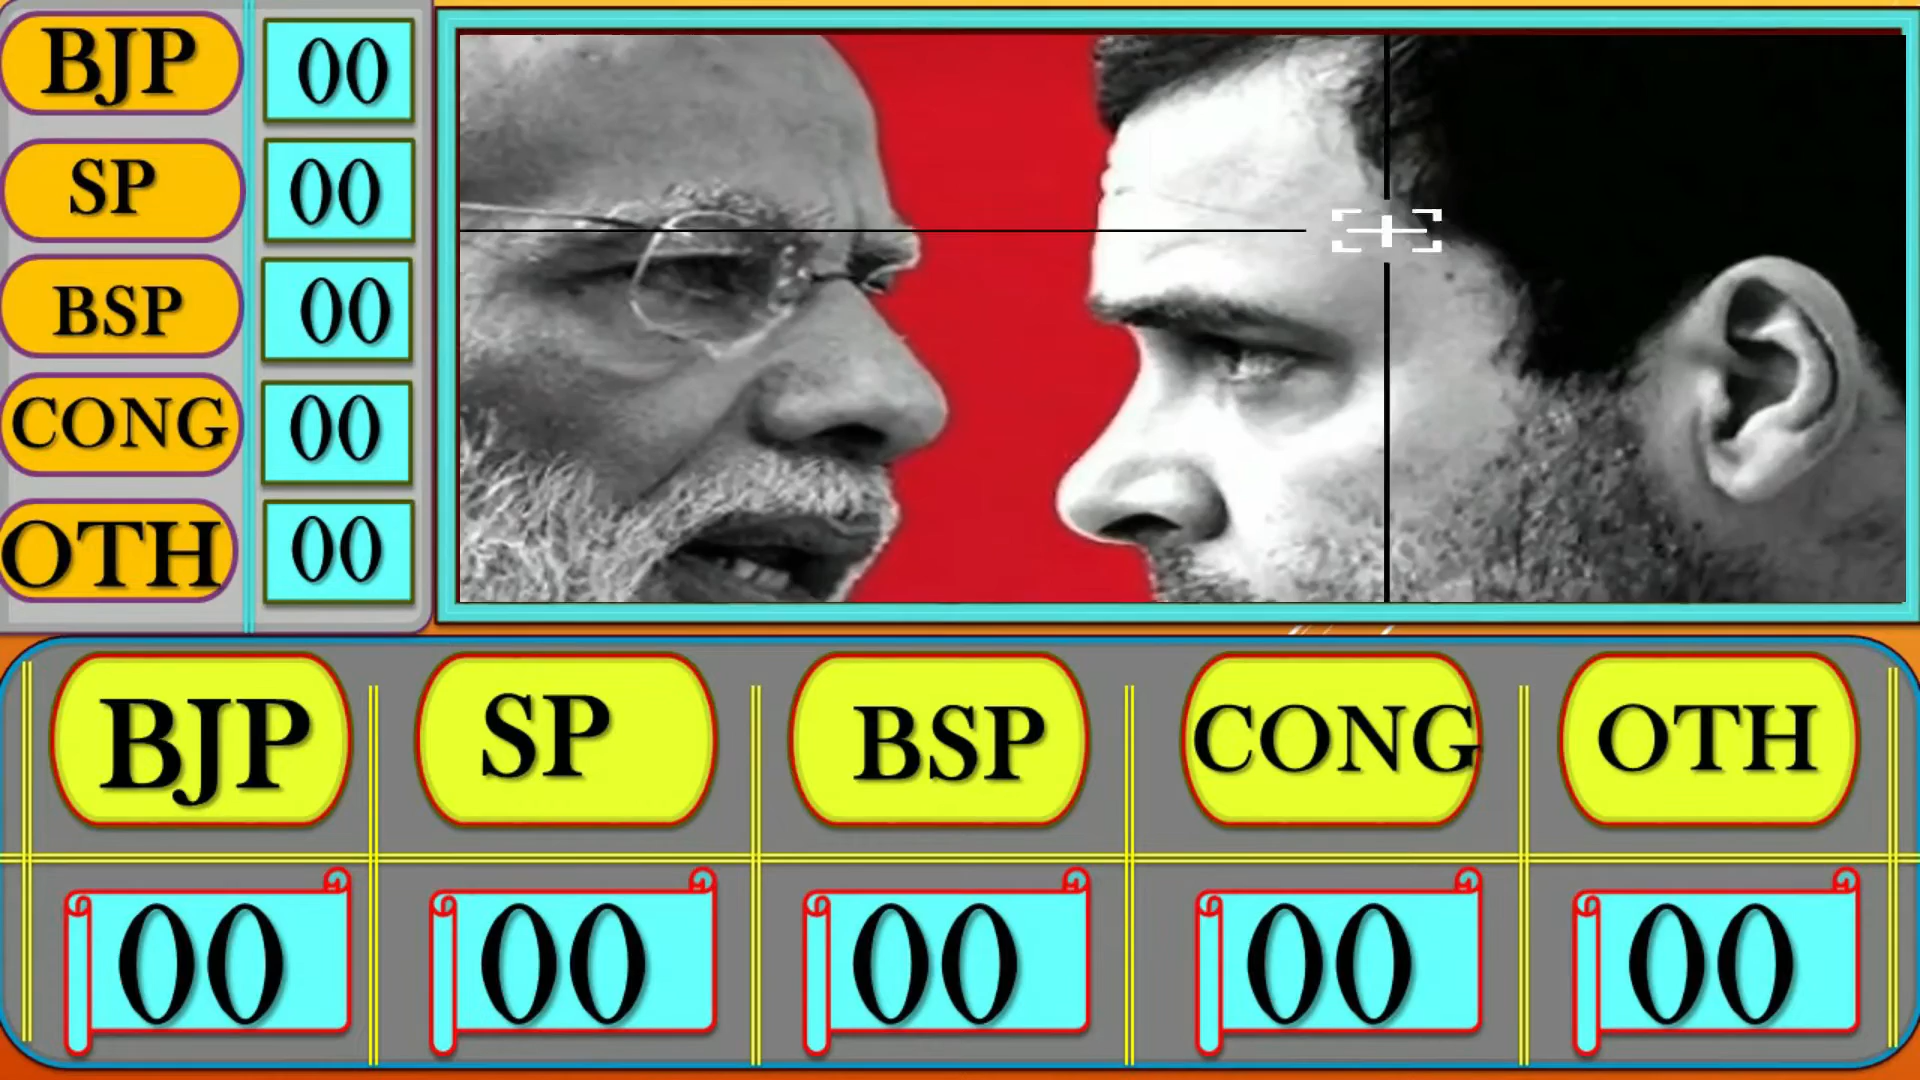 BJP 00
SP 00
BSP 00
CONG 00
OTH 00
BJP SP BSP CONG OTH
00 00 00 00 00